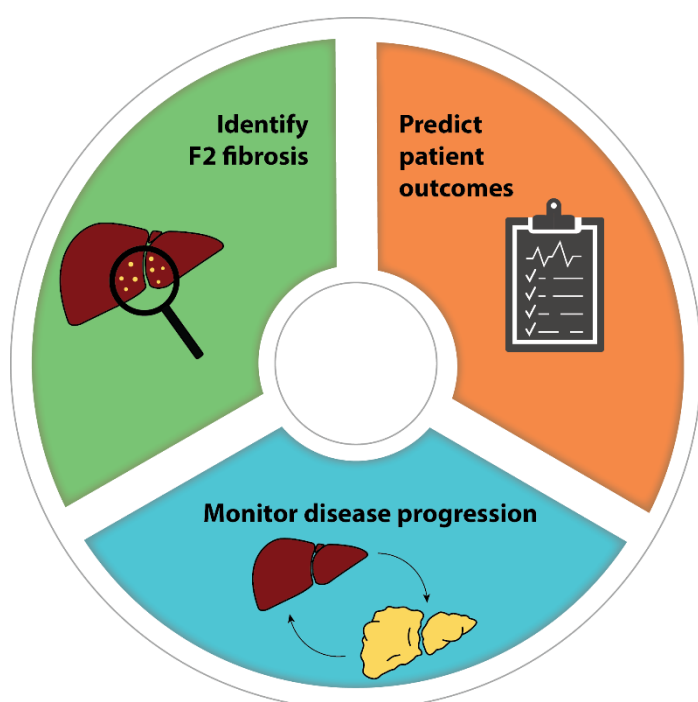 Identify
F2 fibrosis
Predict
patient
outcomes
Monitor disease progression